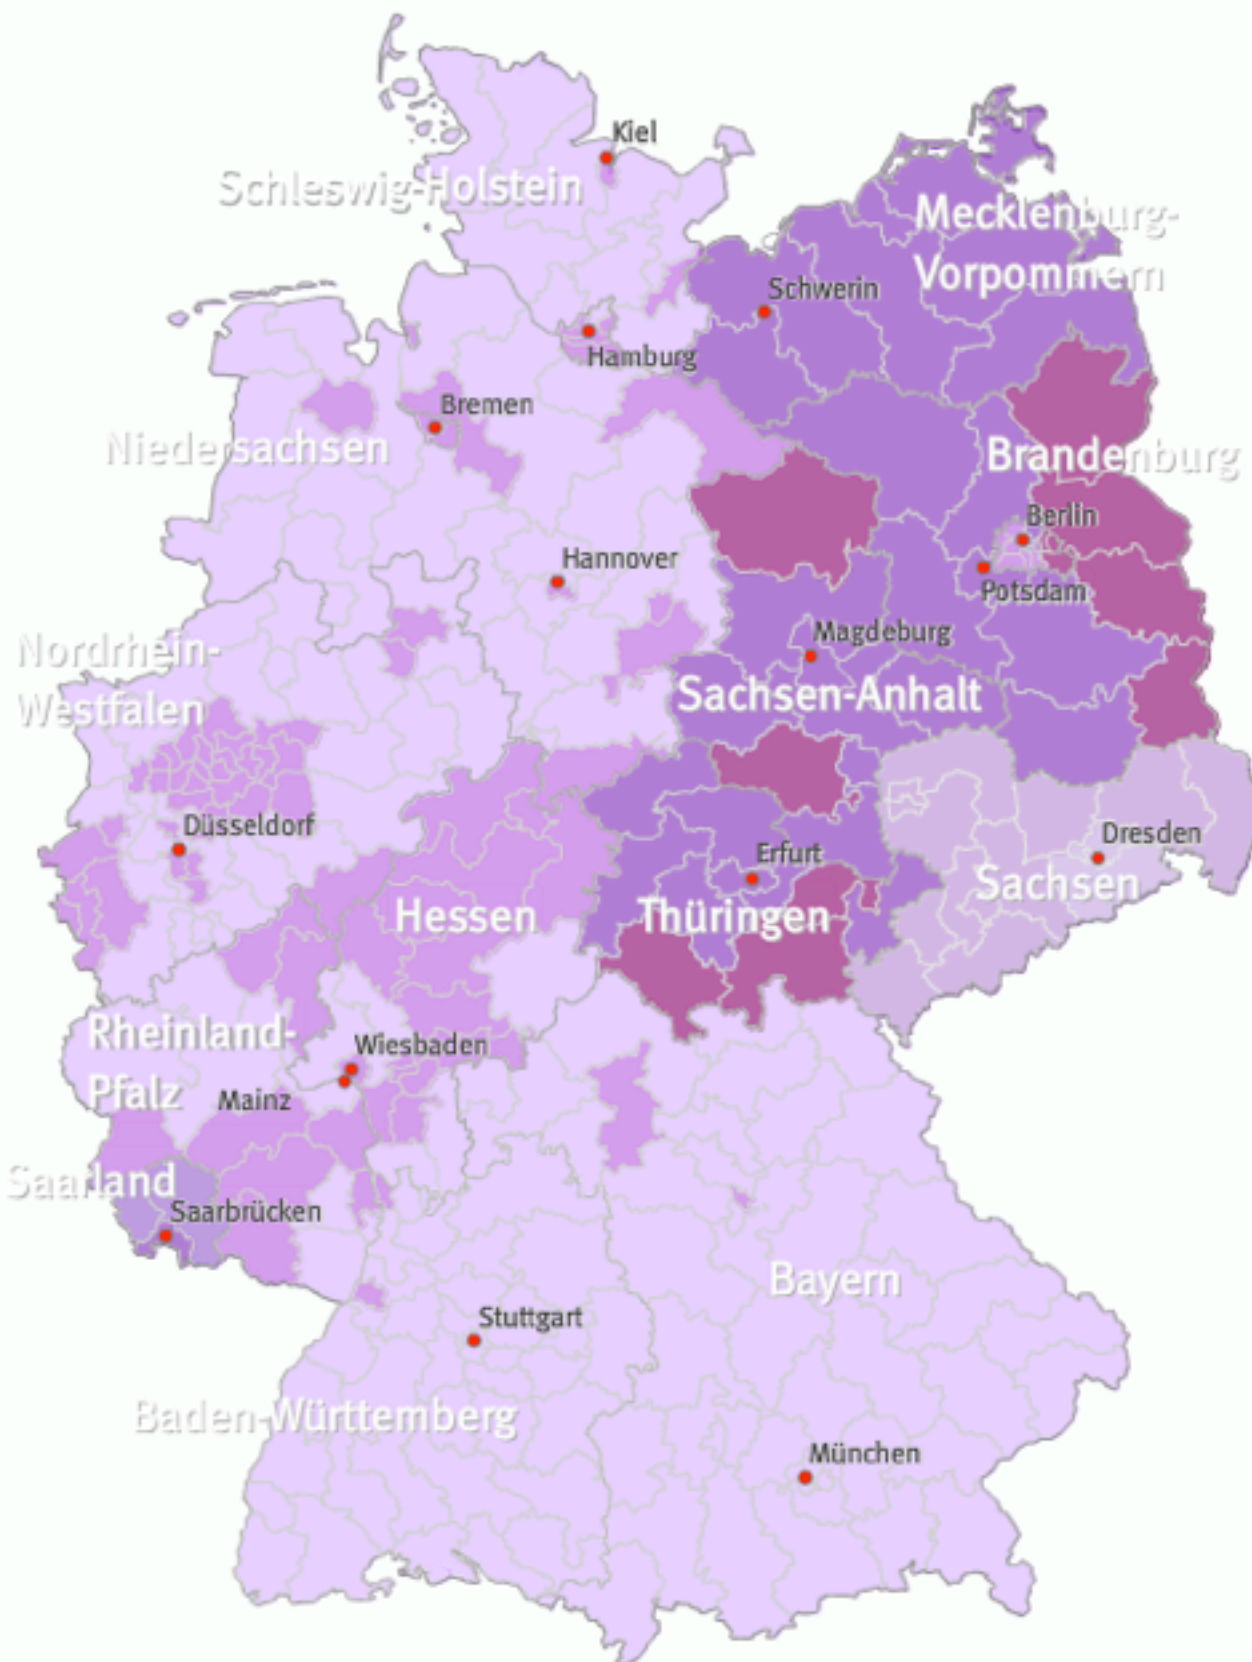 Kiel
Schleswig-Holstein
Mecklenburg-
Vorpommern
Schwerin
Hamburg
Bremen
Niedersachsen
Brandenburg
Berlin
Hannover
Potsdam
Magdeburg
Nordrhein-
Westfalen
Sachsen-Anhalt
Düsseldorf
Dresden
Erfurt
Sachsen
Hessen
Thüringen
Rheinland-
Pfalz
Wiesbaden
Mainz
Saarland
Saarbrücken
Bayern
Stuttgart
Baden-Württemberg
München